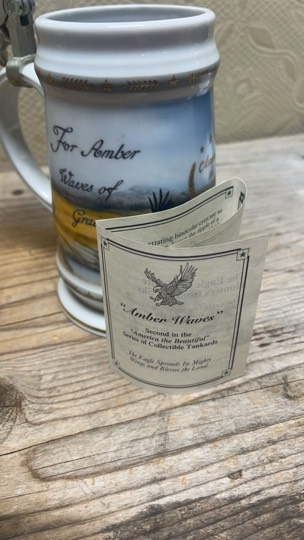 For Amber
Waves of
"Amber Waves"
Second in the
"America the Beautiful"
Series of Collectible Tankards
The Eagle Spreads Its Mighty
Wings and Blesses the Land.